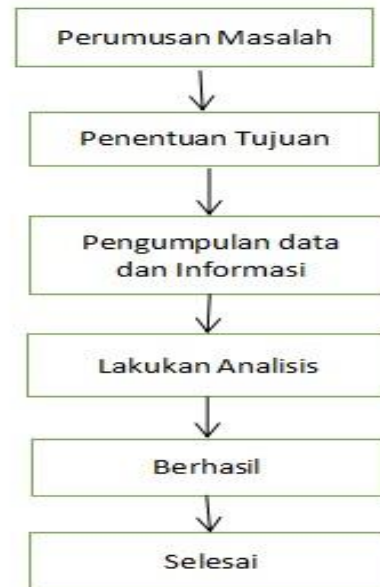 Perumusan Masalah
Penentuan Tujuan
Pengumpulan data
dan Informasi
Lakukan Analisis
Berhasil
Selesai